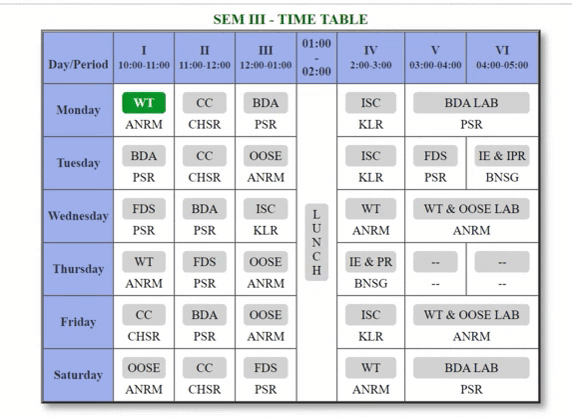 SEM III - TIME TABLE
Day/Period I II III 01:00 - 02:00 IV V VI
10:00-11:00 11:00-12:00 12:00-01:00 2:00-3:00 03:00-04:00 04:00-05:00
Monday WT CC BDA ISC BDA LAB
ANRM CHSR PSR KLR PSR
Tuesday BDA CC OOSE ISC FDS IE & IPR
PSR CHSR ANRM KLR PSR BNSG
Wednesday FDS BDA ISC WT WT & OOSE LAB
PSR PSR KLR ANRM ANRM
LUNCH
Thursday WT FDS OOSE IE & PR -- --
ANRM PSR ANRM BNSG -- --
Friday CC BDA OOSE ISC WT & OOSE LAB
CHSR PSR ANRM KLR ANRM
Saturday OOSE CC FDS WT BDA LAB
ANRM CHSR PSR ANRM PSR